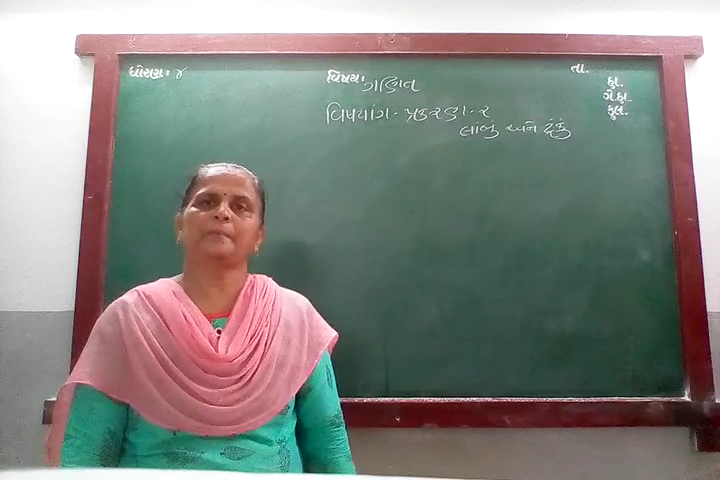 ધોરણ: ૪
વિષય: ગણિત
તા.
હા.
ગે.હા.
કુલ.
વિષયાંગ - પ્રકરણ - ૨
લાંબુ અને ટૂંકું